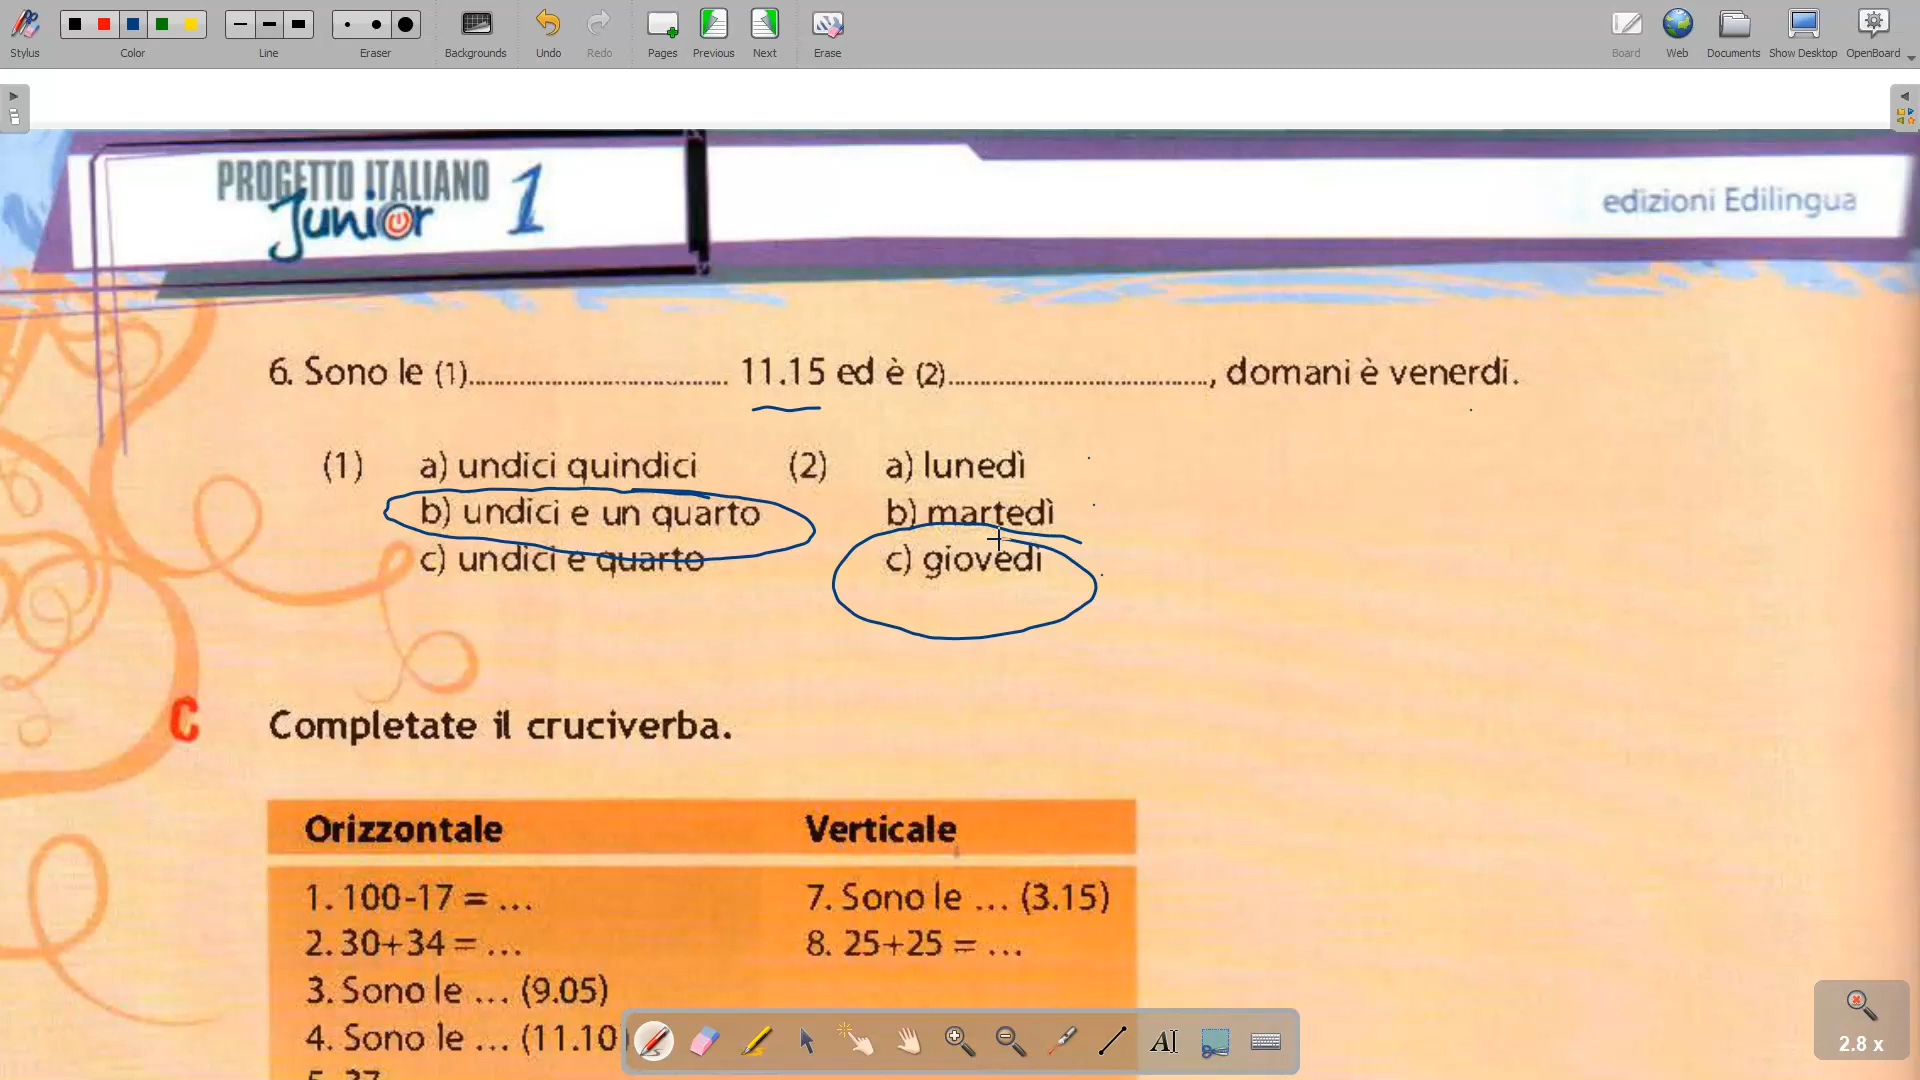 Stylus
Color
Line
Eraser
Backgrounds
Undo
Redo
Pages
Previous
Next
Erase
Board
Web
Documents
Show Desktop
OpenBoard
PROGETTO ITALIANO
Junior 1
edizioni Edilingua
6. Sono le (1)........................................ 11.15 ed è (2)........................................, domani è venerdì.
(1) a) undici quindici (2) a) lunedì
b) undici e un quarto b) martedì
c) undici e quarto c) giovedì
C Completate il cruciverba.
Orizzontale Verticale
1. 100-17 = ... 7. Sono le ... (3.15)
2. 30+34 = ... 8. 25+25 = ...
3. Sono le ... (9.05)
4. Sono le ... (11.10)
2.8 x